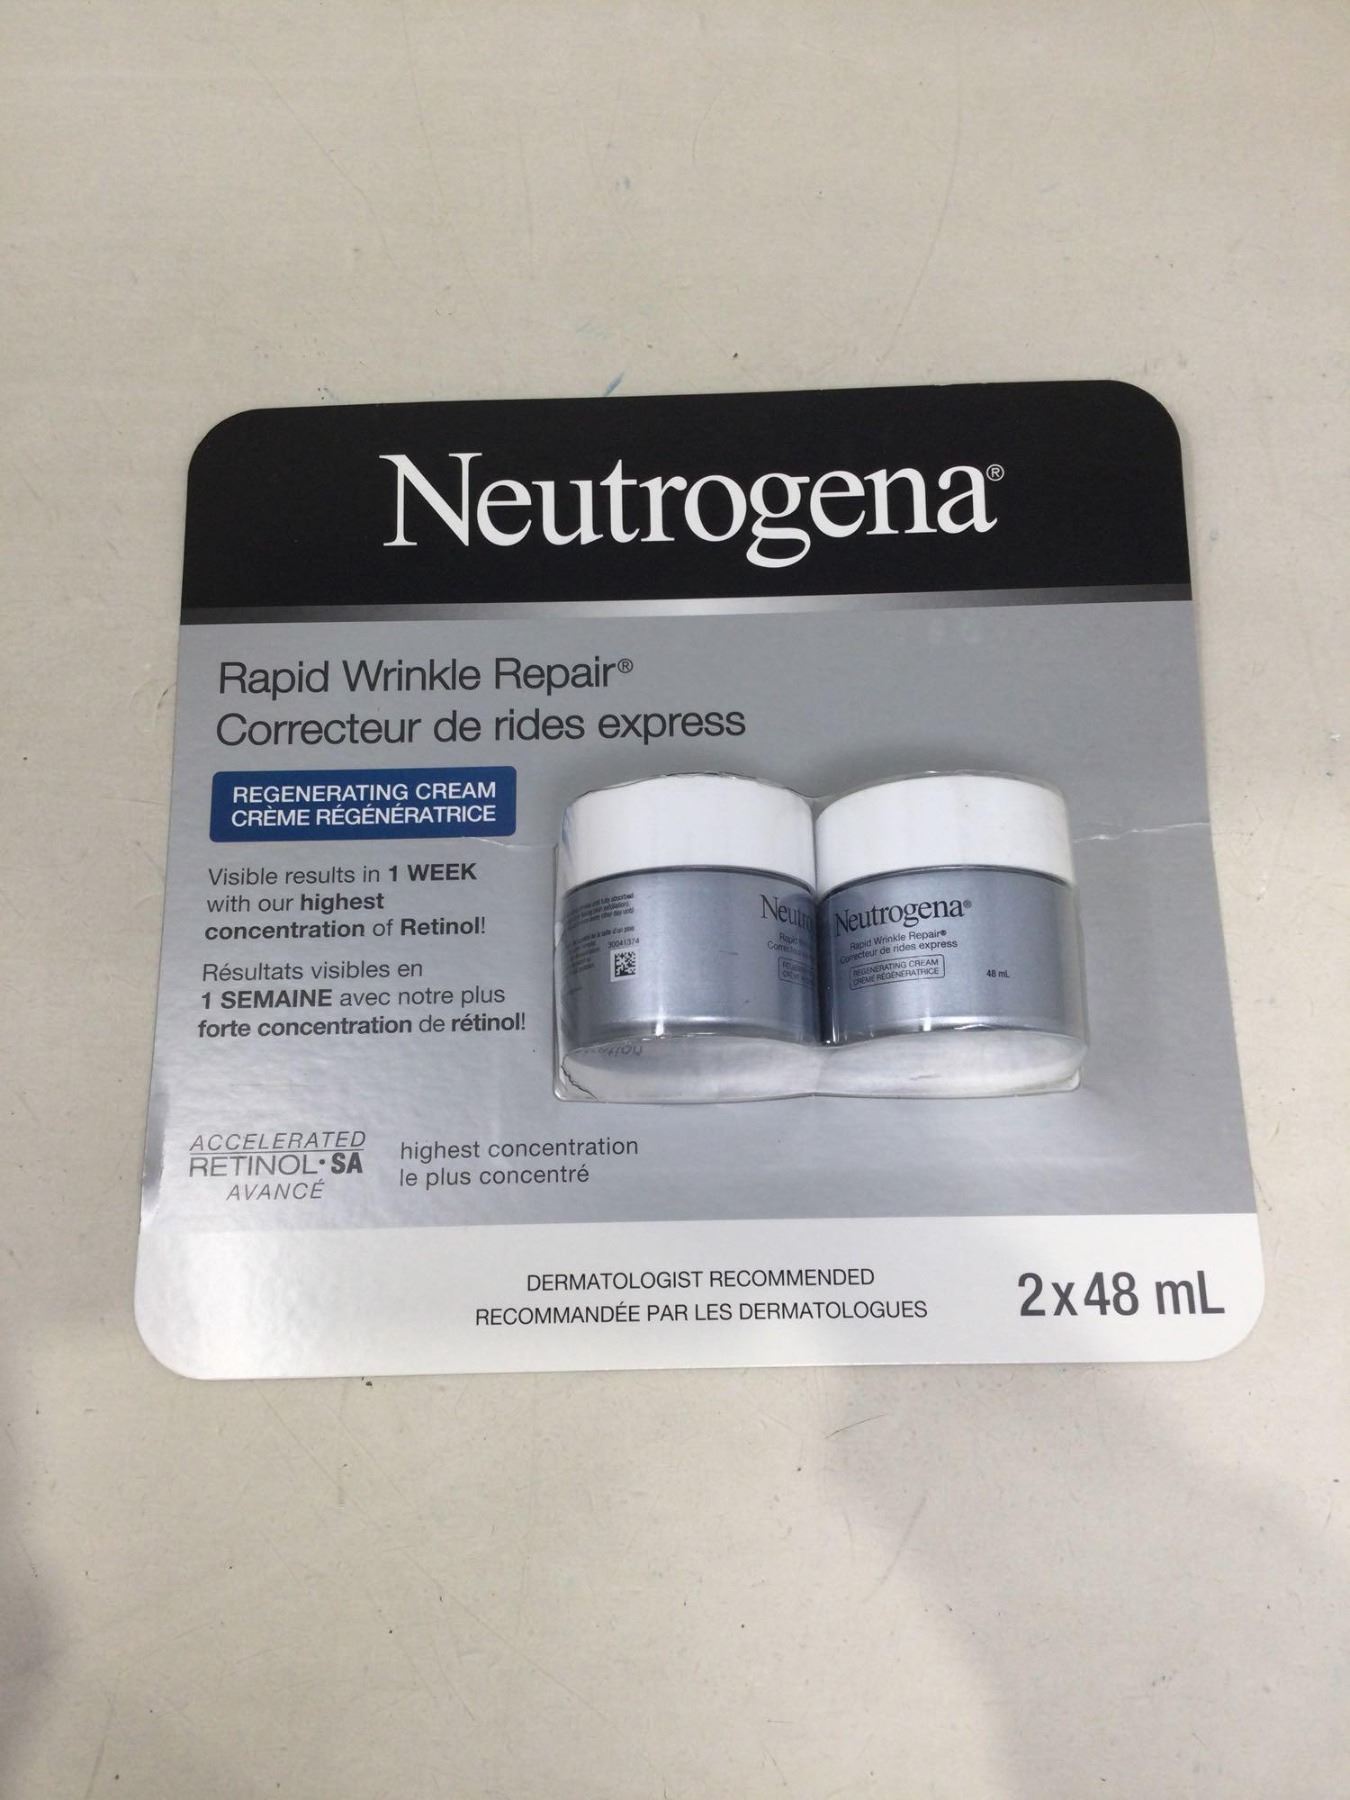 Neutrogena®
Rapid Wrinkle Repair®
Correcteur de rides express
REGENERATING CREAM
CRÈME RÉGÉNÉRATRICE
Visible results in 1 WEEK
with our highest
concentration of Retinol!
Résultats visibles en
1 SEMAINE avec notre plus
forte concentration de rétinol!
30041374
Neutrogena®
Rapid Wrinkle Repair®
Correcteur de rides express
REGENERATING CREAM
CRÈME RÉGÉNÉRATRICE
48 mL
ACCELERATED
RETINOL•SA
AVANCÉ
highest concentration
le plus concentré
DERMATOLOGIST RECOMMENDED
RECOMMANDÉE PAR LES DERMATOLOGUES
2x48 mL